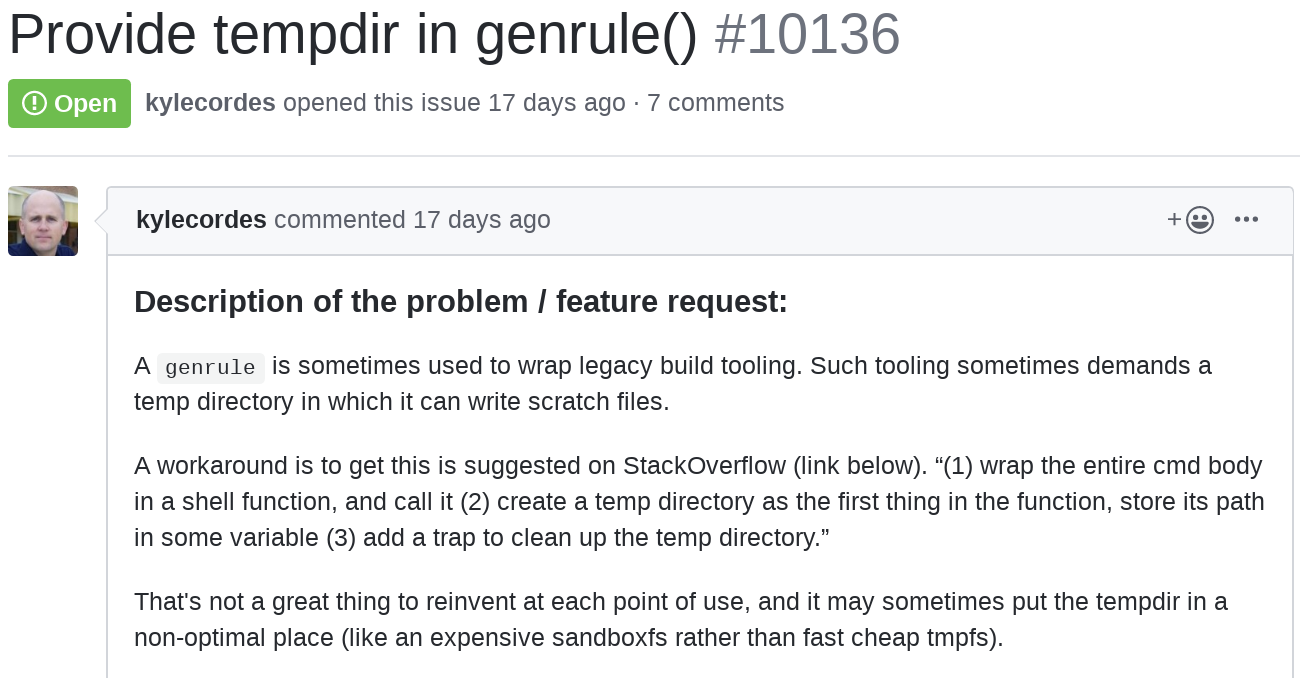 Provide tempdir in genrule() #10136
Open kylecordes opened this issue 17 days ago · 7 comments
kylecordes commented 17 days ago
Description of the problem / feature request:
A genrule is sometimes used to wrap legacy build tooling. Such tooling sometimes demands a
temp directory in which it can write scratch files.
A workaround is to get this is suggested on StackOverflow (link below). “(1) wrap the entire cmd body
in a shell function, and call it (2) create a temp directory as the first thing in the function, store its path
in some variable (3) add a trap to clean up the temp directory.”
That's not a great thing to reinvent at each point of use, and it may sometimes put the tempdir in a
non-optimal place (like an expensive sandboxfs rather than fast cheap tmpfs).